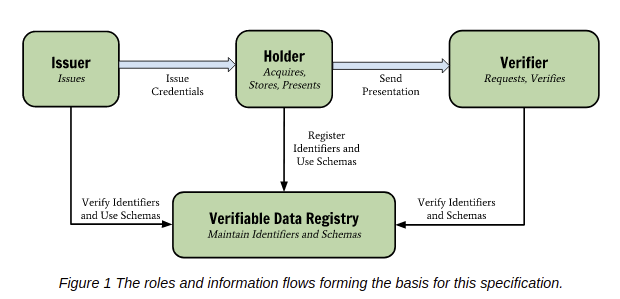 Issuer
Issues
Issue
Credentials
Holder
Acquires,
Stores, Presents
Send
Presentation
Verifier
Requests, Verifies
Register
Identifiers and
Use Schemas
Verify Identifiers
and Use Schemas
Verify Identifiers
and Schemas
Verifiable Data Registry
Maintain Identifiers and Schemas
Figure 1 The roles and information flows forming the basis for this specification.